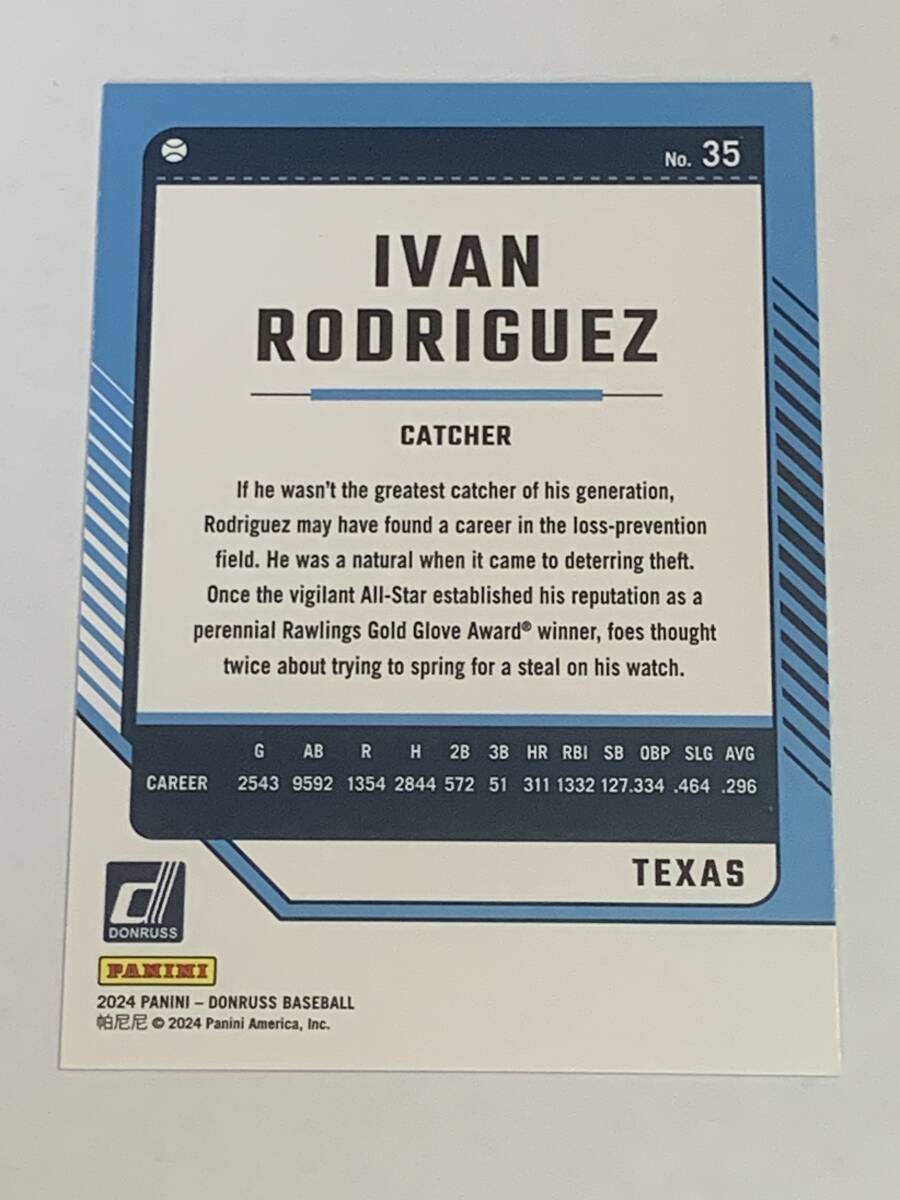 No. 35
IVAN
RODRIGUEZ
CATCHER
If he wasn't the greatest catcher of his generation,
Rodriguez may have found a career in the loss-prevention
field. He was a natural when it came to deterring theft.
Once the vigilant All-Star established his reputation as a
perennial Rawlings Gold Glove Award® winner, foes thought
twice about trying to spring for a steal on his watch.
G AB R H 2B 3B HR RBI SB OBP SLG AVG
CAREER 2543 9592 1354 2844 572 51 311 1332 127 .334 .464 .296
TEXAS
d
DONRUSS
PANINI
2024 PANINI – DONRUSS BASEBALL
帕尼尼 © 2024 Panini America, Inc.